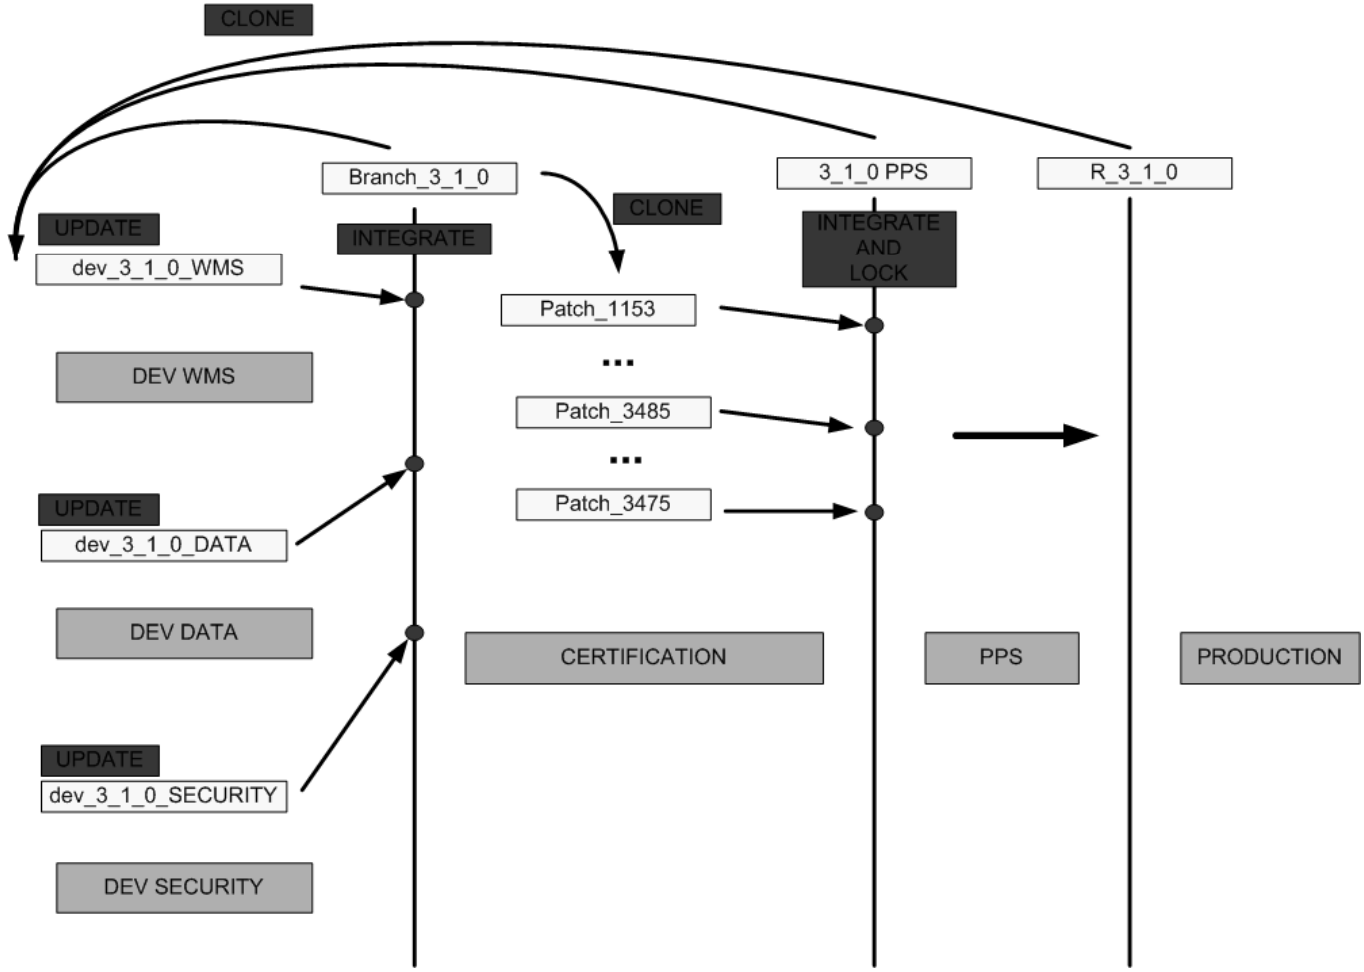 CLONE
Branch_3_1_0
3_1_0 PPS
R_3_1_0
CLONE
UPDATE
INTEGRATE
INTEGRATE
AND
LOCK
dev_3_1_0_WMS
Patch_1153
...
DEV WMS
Patch_3485
...
UPDATE
Patch_3475
dev_3_1_0_DATA
DEV DATA
CERTIFICATION
PPS
PRODUCTION
UPDATE
dev_3_1_0_SECURITY
DEV SECURITY